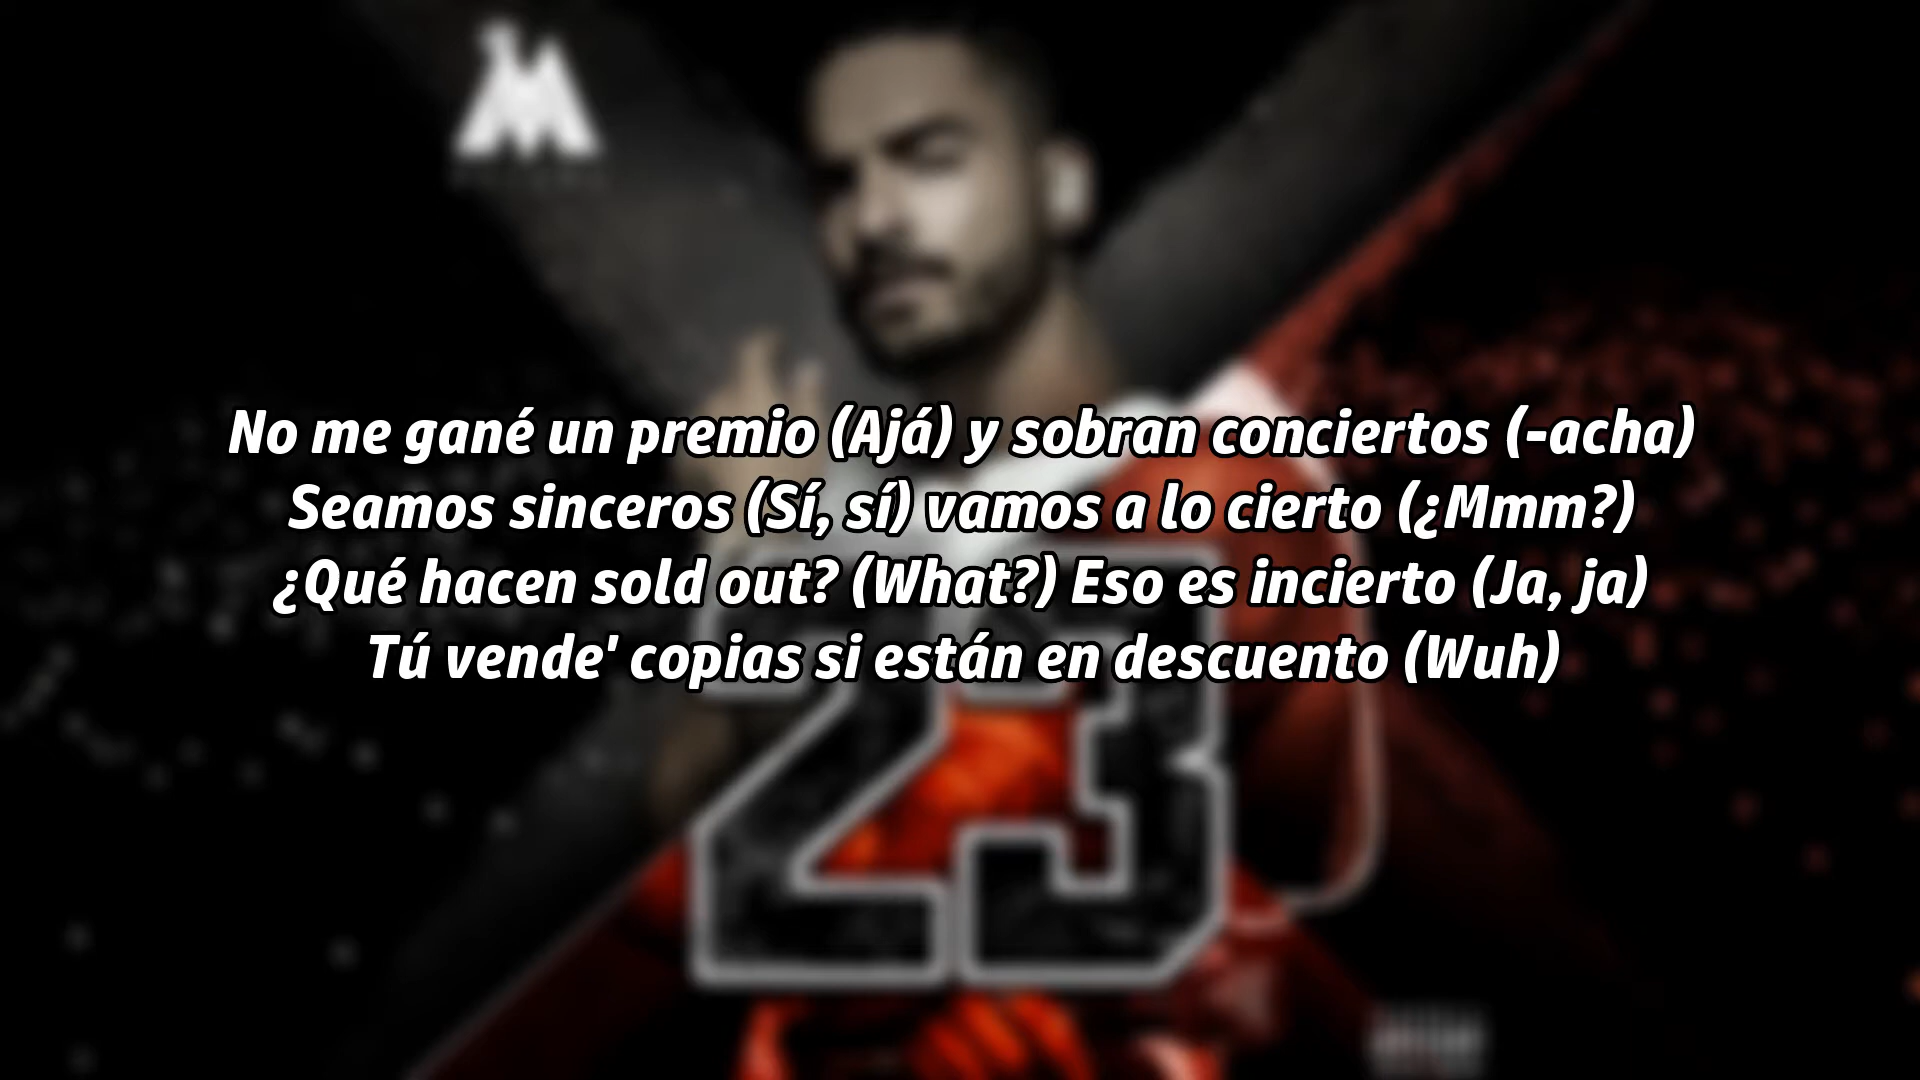 No me gané un premio (Ajá) y sobran conciertos (-acha)
Seamos sinceros (Sí, sí) vamos a lo cierto (¿Mmm?)
¿Qué hacen sold out? (What?) Eso es incierto (Ja, ja)
Tú vende' copias si están en descuento (Wuh)
23